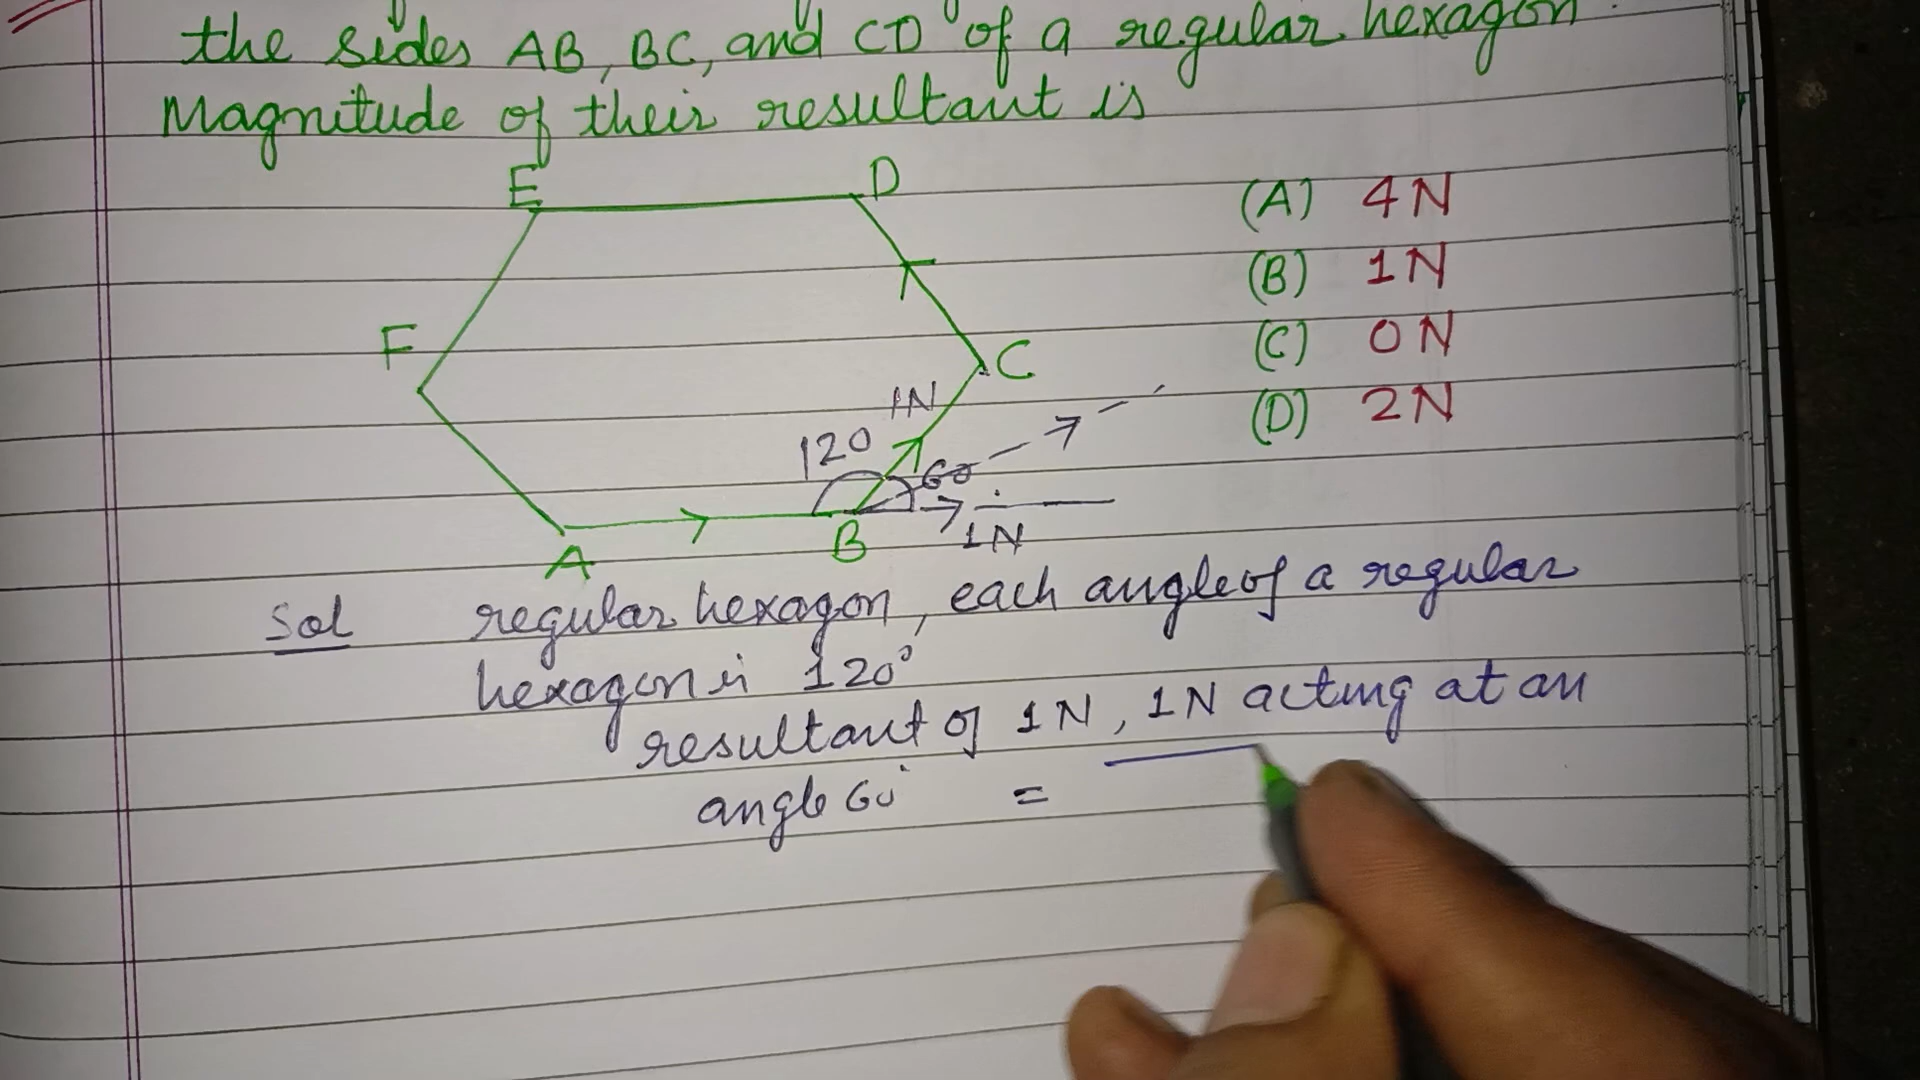 the sides AB, BC, and CD of a regular hexagon.
Magnitude of their resultant is
E
D
(A) 4N
(B) 1N
F
(C) 0N
C
1N
(D) 2N
120
60
B
1N
A
Sol regular hexagon, each angle of a regular
hexagon is 120°
resultant of 1N, 1N acting at an
angle 60° =